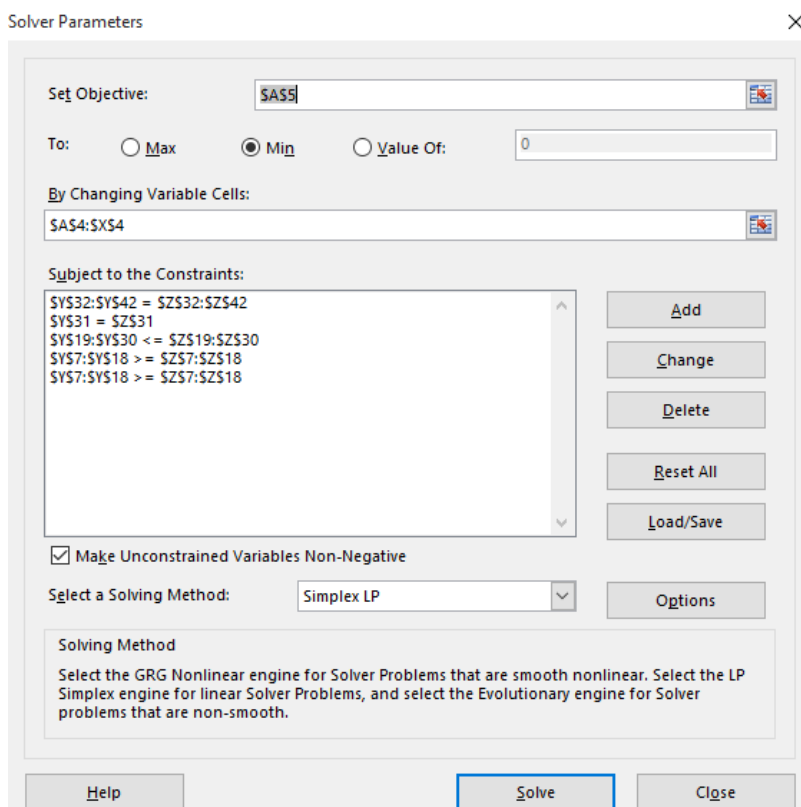 Solver Parameters
Set Objective: $A$5
To: Max Min Value Of: 0
By Changing Variable Cells:
$A$4:$X$4
Subject to the Constraints:
$Y$32:$Y$42 = $Z$32:$Z$42
$Y$31 = $Z$31
$Y$19:$Y$30 <= $Z$19:$Z$30
$Y$7:$Y$18 >= $Z$7:$Z$18
$Y$7:$Y$18 >= $Z$7:$Z$18
Add
Change
Delete
Reset All
Load/Save
Make Unconstrained Variables Non-Negative
Select a Solving Method: Simplex LP Options
Solving Method
Select the GRG Nonlinear engine for Solver Problems that are smooth nonlinear. Select the LP
Simplex engine for linear Solver Problems, and select the Evolutionary engine for Solver
problems that are non-smooth.
Help Solve Close